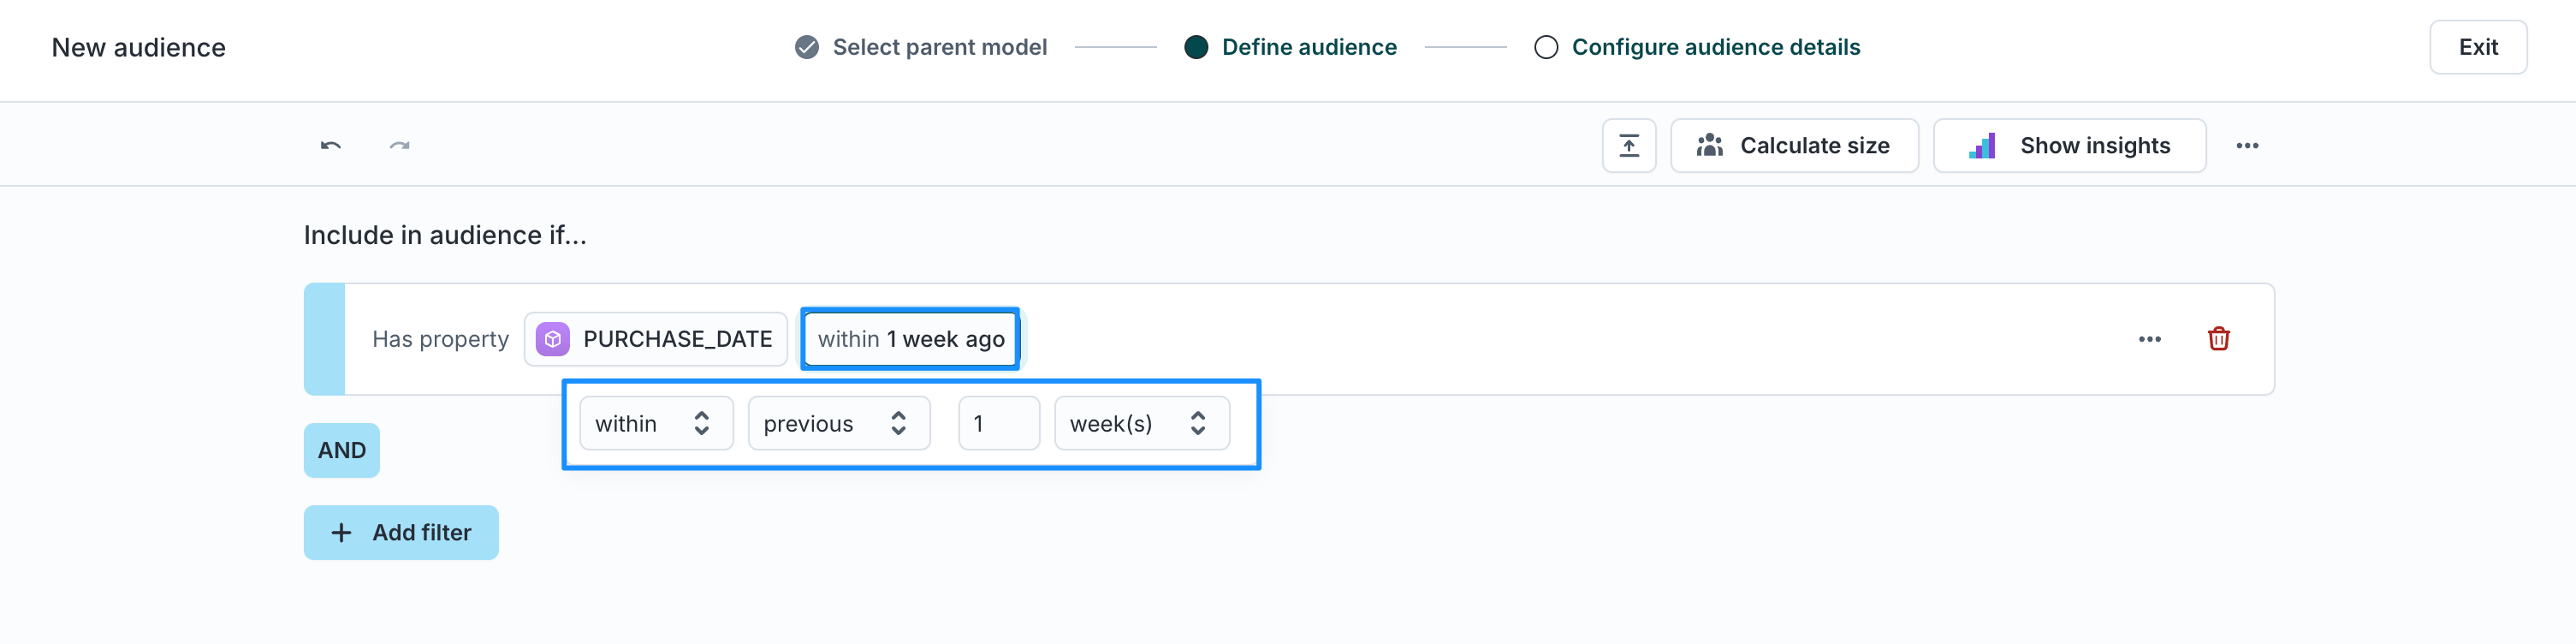 New audience
Select parent model
Define audience
Configure audience details
Exit
Calculate size
Show insights
Include in audience if...
Has property PURCHASE_DATE within 1 week ago
within previous 1 week(s)
AND
+ Add filter